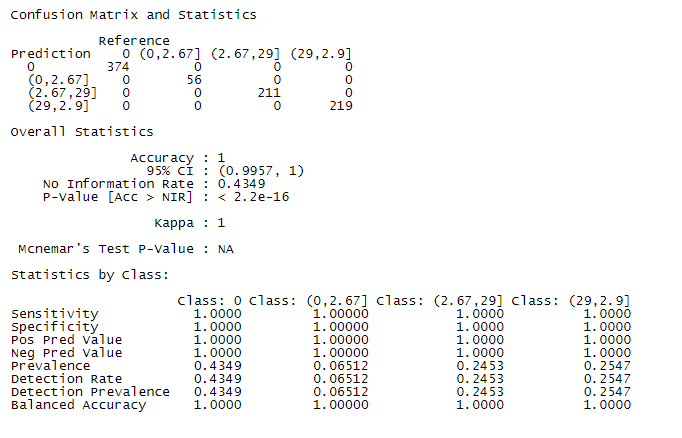 Confusion Matrix and Statistics
Reference
Prediction 0 (0,2.67] (2.67,29] (29,2.9]
0 374 0 0 0
(0,2.67] 0 56 0 0
(2.67,29] 0 0 211 0
(29,2.9] 0 0 0 219
Overall Statistics
Accuracy : 1
95% CI : (0.9957, 1)
No Information Rate : 0.4349
P-Value [Acc > NIR] : < 2.2e-16
Kappa : 1
Mcnemar's Test P-Value : NA
Statistics by Class:
Class: 0 Class: (0,2.67] Class: (2.67,29] Class: (29,2.9]
Sensitivity 1.0000 1.00000 1.0000 1.0000
Specificity 1.0000 1.00000 1.0000 1.0000
Pos Pred Value 1.0000 1.00000 1.0000 1.0000
Neg Pred Value 1.0000 1.00000 1.0000 1.0000
Prevalence 0.4349 0.06512 0.2453 0.2547
Detection Rate 0.4349 0.06512 0.2453 0.2547
Detection Prevalence 0.4349 0.06512 0.2453 0.2547
Balanced Accuracy 1.0000 1.00000 1.0000 1.0000